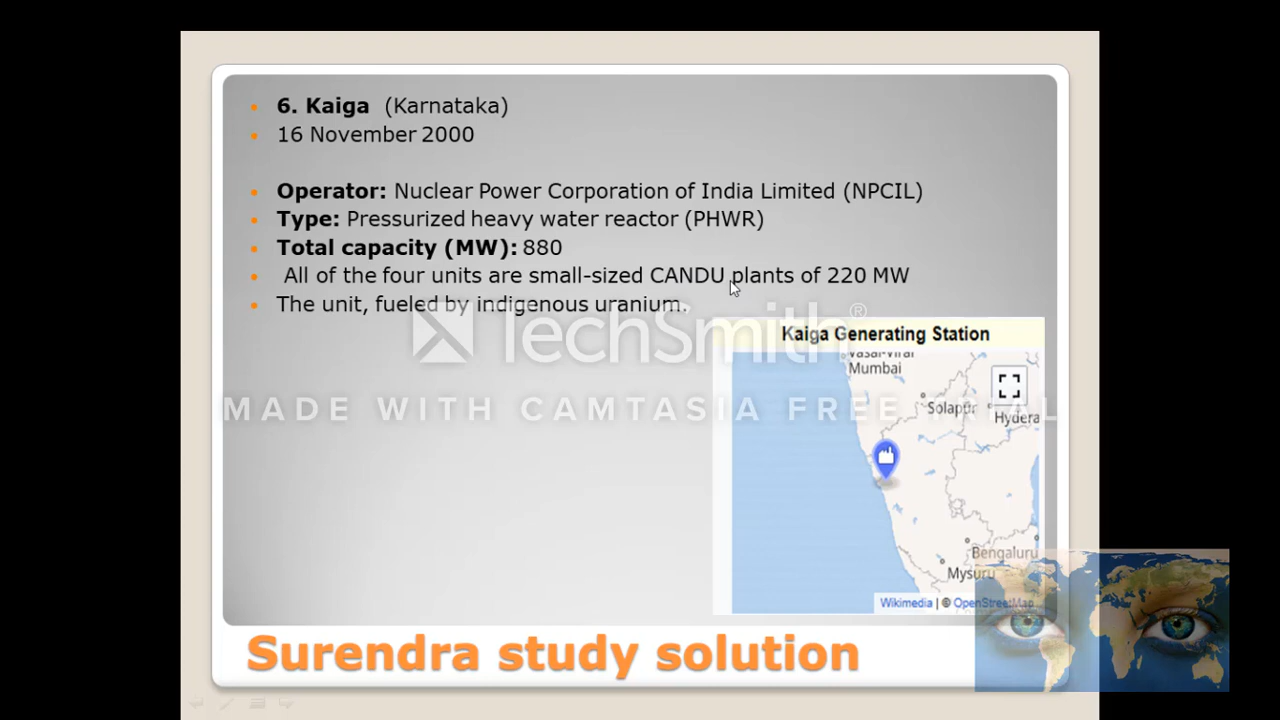 6. Kaiga (Karnataka)
16 November 2000
Operator: Nuclear Power Corporation of India Limited (NPCIL)
Type: Pressurized heavy water reactor (PHWR)
Total capacity (MW): 880
All of the four units are small-sized CANDU plants of 220 MW
The unit, fueled by indigenous uranium.
TechSmith®
MADE WITH CAMTASIA FREE TRIAL
Kaiga Generating Station
Vasai-Virar
Mumbai
Solapur
Hydera
Bengaluru
Mysuru
Wikimedia | © OpenStreetMap
Surendra study solution